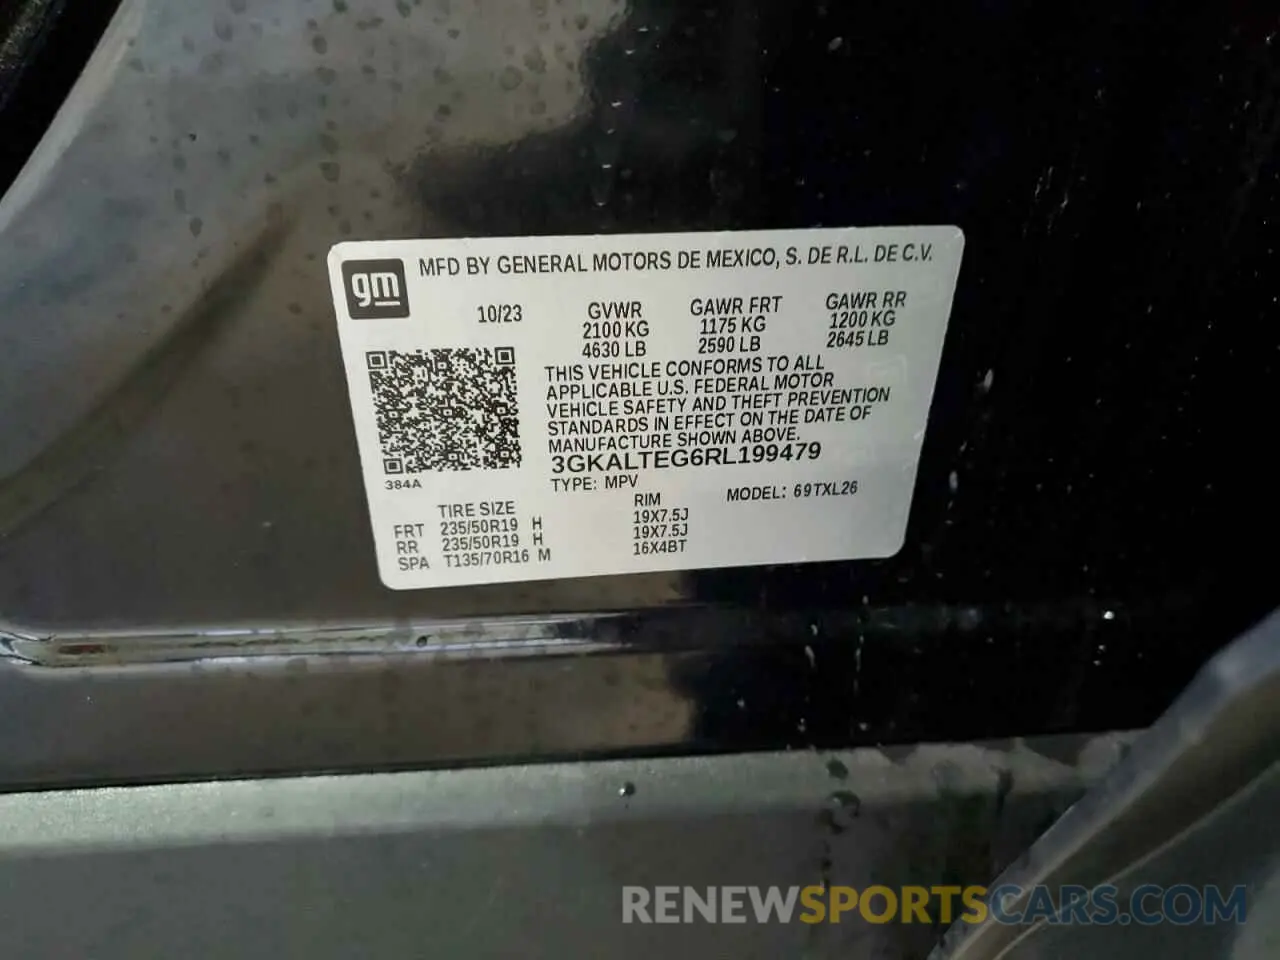 gm
MFD BY GENERAL MOTORS DE MEXICO, S. DE R.L. DE C.V.
10/23 GVWR GAWR FRT GAWR RR
2100 KG 1175 KG 1200 KG
4630 LB 2590 LB 2645 LB
THIS VEHICLE CONFORMS TO ALL
APPLICABLE U.S. FEDERAL MOTOR
VEHICLE SAFETY AND THEFT PREVENTION
STANDARDS IN EFFECT ON THE DATE OF
MANUFACTURE SHOWN ABOVE.
3GKALTEG6RL199479
384A
TYPE: MPV MODEL: 69TXL26
TIRE SIZE RIM
FRT 235/50R19 H 19X7.5J
RR 235/50R19 H 19X7.5J
SPA T135/70R16 M 16X4BT
RENEWSPORTSCARS.COM